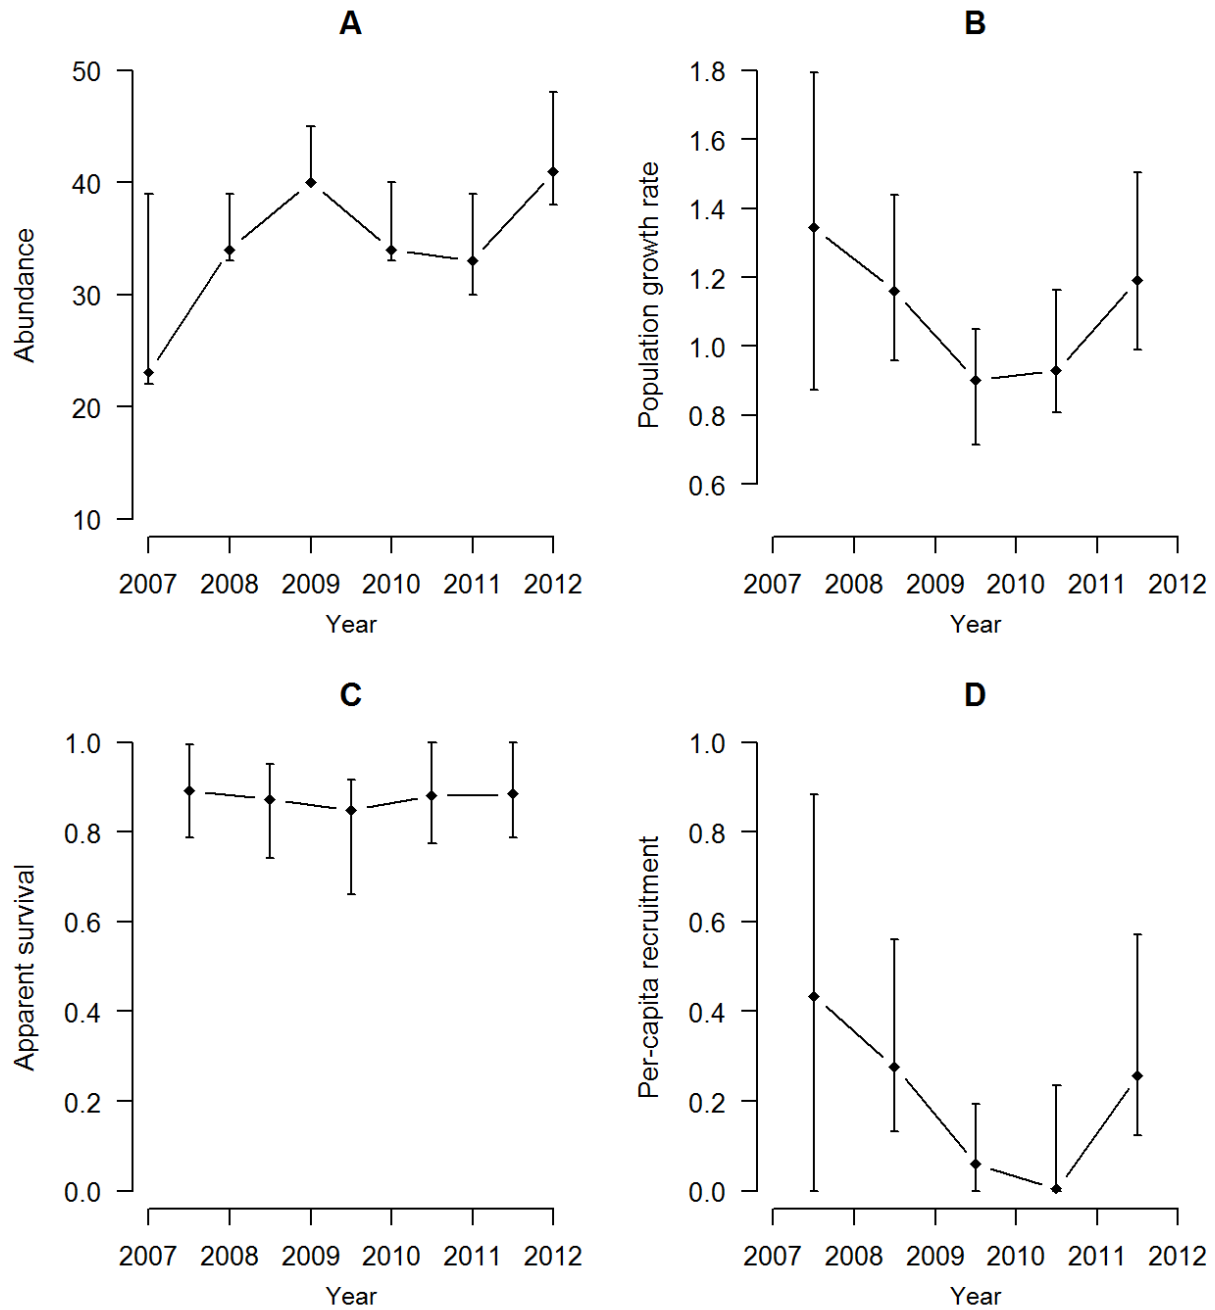 A
Abundance
50
40
30
20
10
2007 2008 2009 2010 2011 2012
Year
B
Population growth rate
1.8
1.6
1.4
1.2
1.0
0.8
0.6
2007 2008 2009 2010 2011 2012
Year
C
Apparent survival
1.0
0.8
0.6
0.4
0.2
0.0
2007 2008 2009 2010 2011 2012
Year
D
Per-capita recruitment
1.0
0.8
0.6
0.4
0.2
0.0
2007 2008 2009 2010 2011 2012
Year